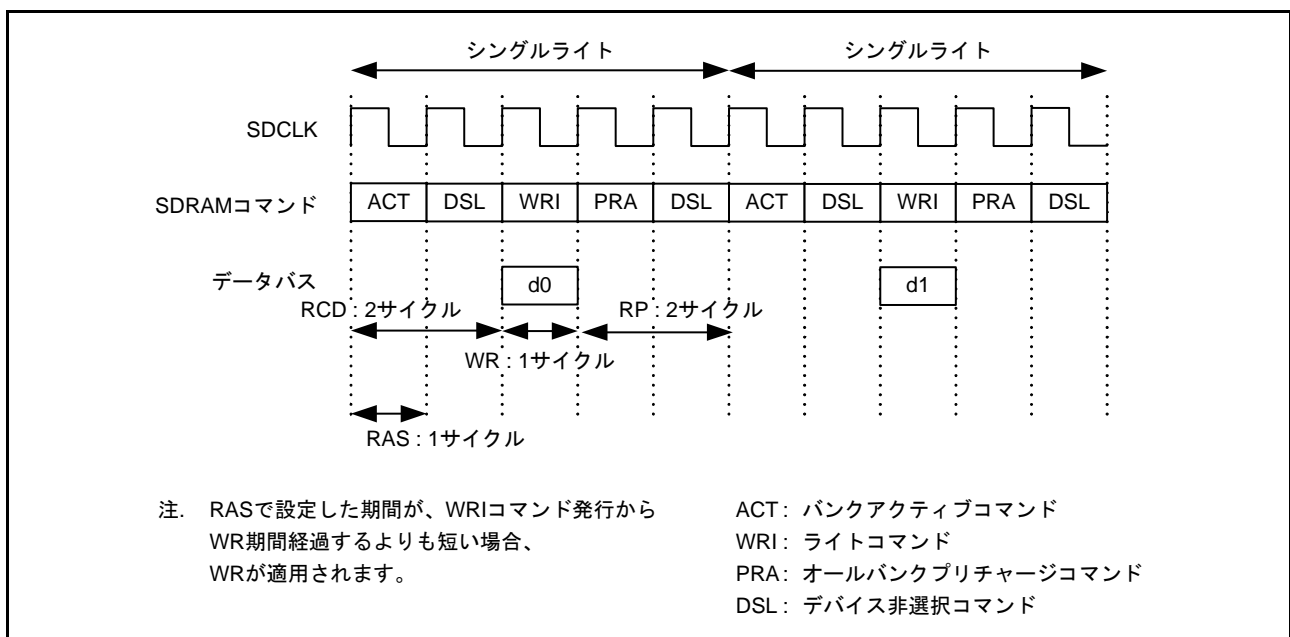 シングルライト シングルライト
SDCLK
SDRAMコマンド ACT DSL WRI PRA DSL ACT DSL WRI PRA DSL
データバス d0 d1
RCD : 2サイクル RP : 2サイクル
WR : 1サイクル
RAS : 1サイクル
注. RASで設定した期間が、WRIコマンド発行から
WR期間経過するよりも短い場合、
WRが適用されます。
ACT : バンクアクティブコマンド
WRI : ライトコマンド
PRA : オールバンクプリチャージコマンド
DSL : デバイス非選択コマンド